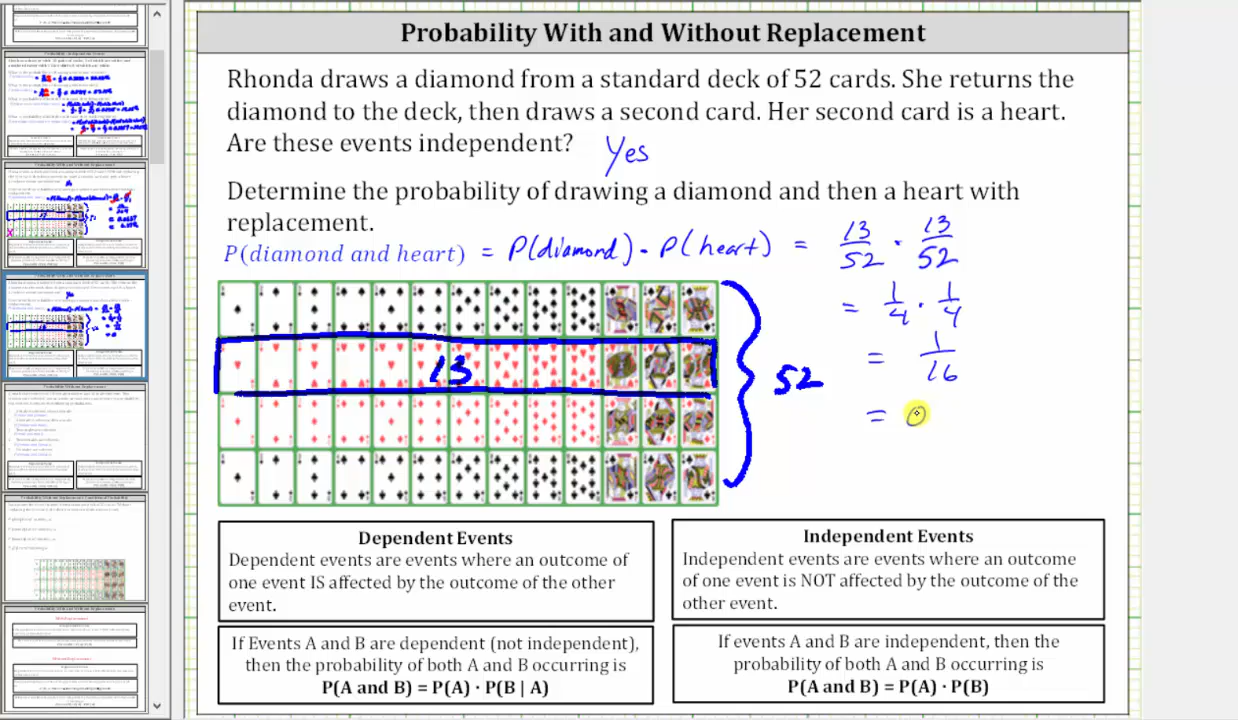 Probability With and Without Replacement
Rhonda draws a diamond from a standard deck of 52 cards. She returns the
diamond to the deck, then draws a second card. Her second card is a heart.
Are these events independent? Yes
Determine the probability of drawing a diamond and then a heart with
replacement.
P(diamond and heart) = P(diamond) · P(heart) = 13/52 · 13/52
= 1/4 · 1/4
= 1/16
= 0
13
52
Dependent Events
Dependent events are events where an outcome of
one event IS affected by the outcome of the other
event.
If Events A and B are dependent (not independent),
then the probability of both A and B occurring is
P(A and B) = P(A) · P(B | A)
Independent Events
Independent events are events where an outcome
of one event is NOT affected by the outcome of the
other event.
If events A and B are independent, then the
probability of both A and B occurring is
P(A and B) = P(A) · P(B)